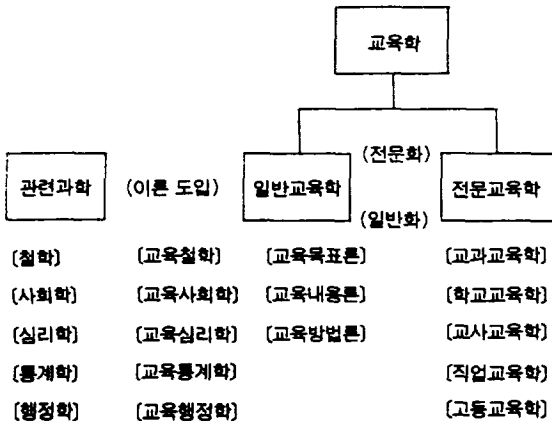 교육학
(전문화)
관련과학 (이론 도입) 일반교육학 전문교육학
(일반화)
[철학] [교육철학] [교육목표론] [교과교육학]
[사회학] [교육사회학] [교육내용론] [학교교육학]
[심리학] [교육심리학] [교육방법론] [교사교육학]
[통계학] [교육통계학] [직업교육학]
[행정학] [교육행정학] [고등교육학]